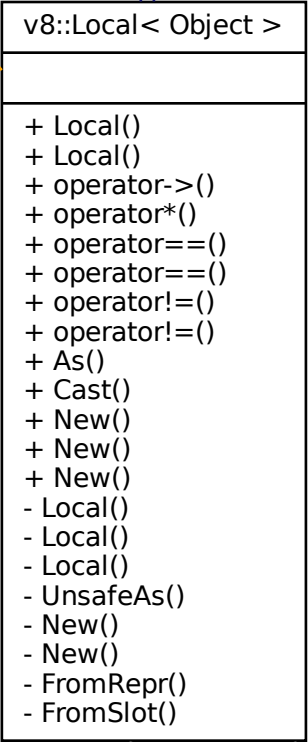 v8::Local< Object >
+ Local()
+ Local()
+ operator->()
+ operator*()
+ operator==()
+ operator==()
+ operator!=()
+ operator!=()
+ As()
+ Cast()
+ New()
+ New()
+ New()
- Local()
- Local()
- Local()
- UnsafeAs()
- New()
- New()
- FromRepr()
- FromSlot()